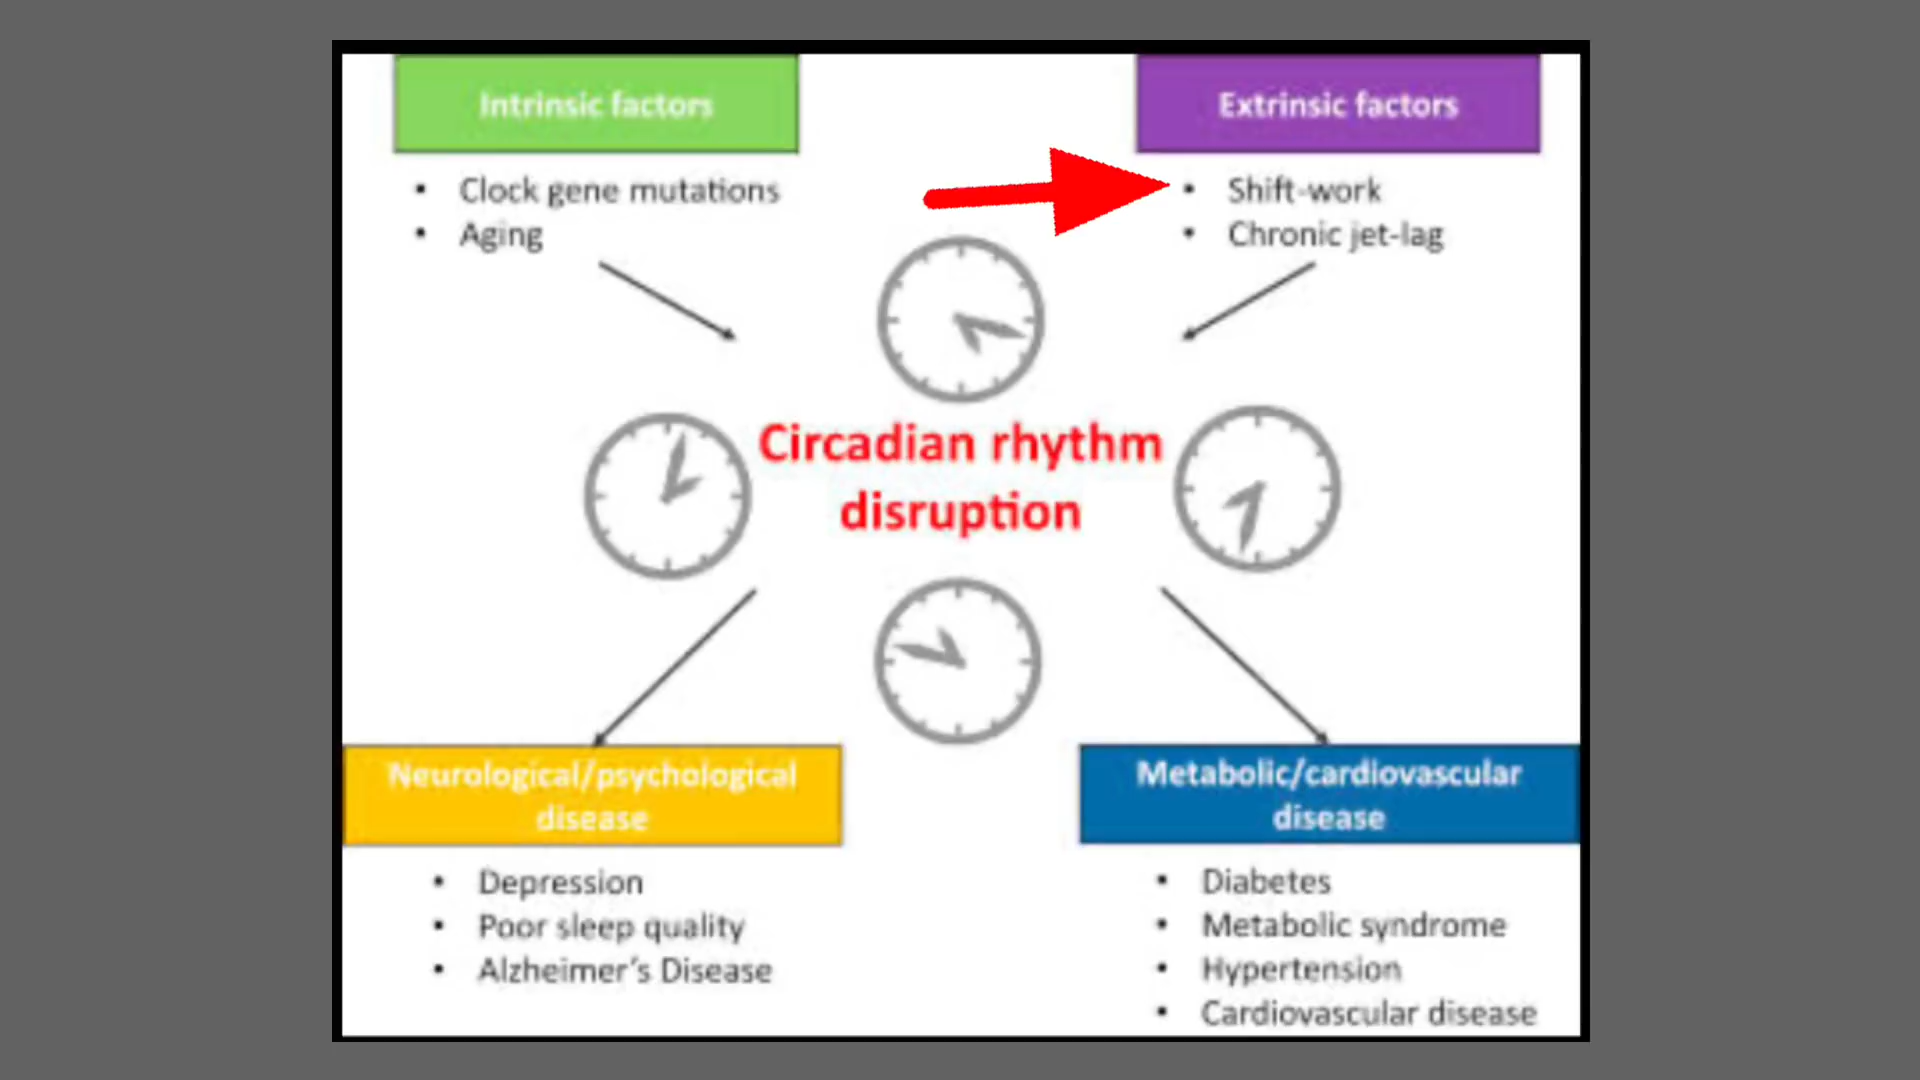 Intrinsic factors
• Clock gene mutations
• Aging
Extrinsic factors
• Shift-work
• Chronic jet-lag
Circadian rhythm
disruption
Neurological/psychological
disease
• Depression
• Poor sleep quality
• Alzheimer's Disease
Metabolic/cardiovascular
disease
• Diabetes
• Metabolic syndrome
• Hypertension
• Cardiovascular disease